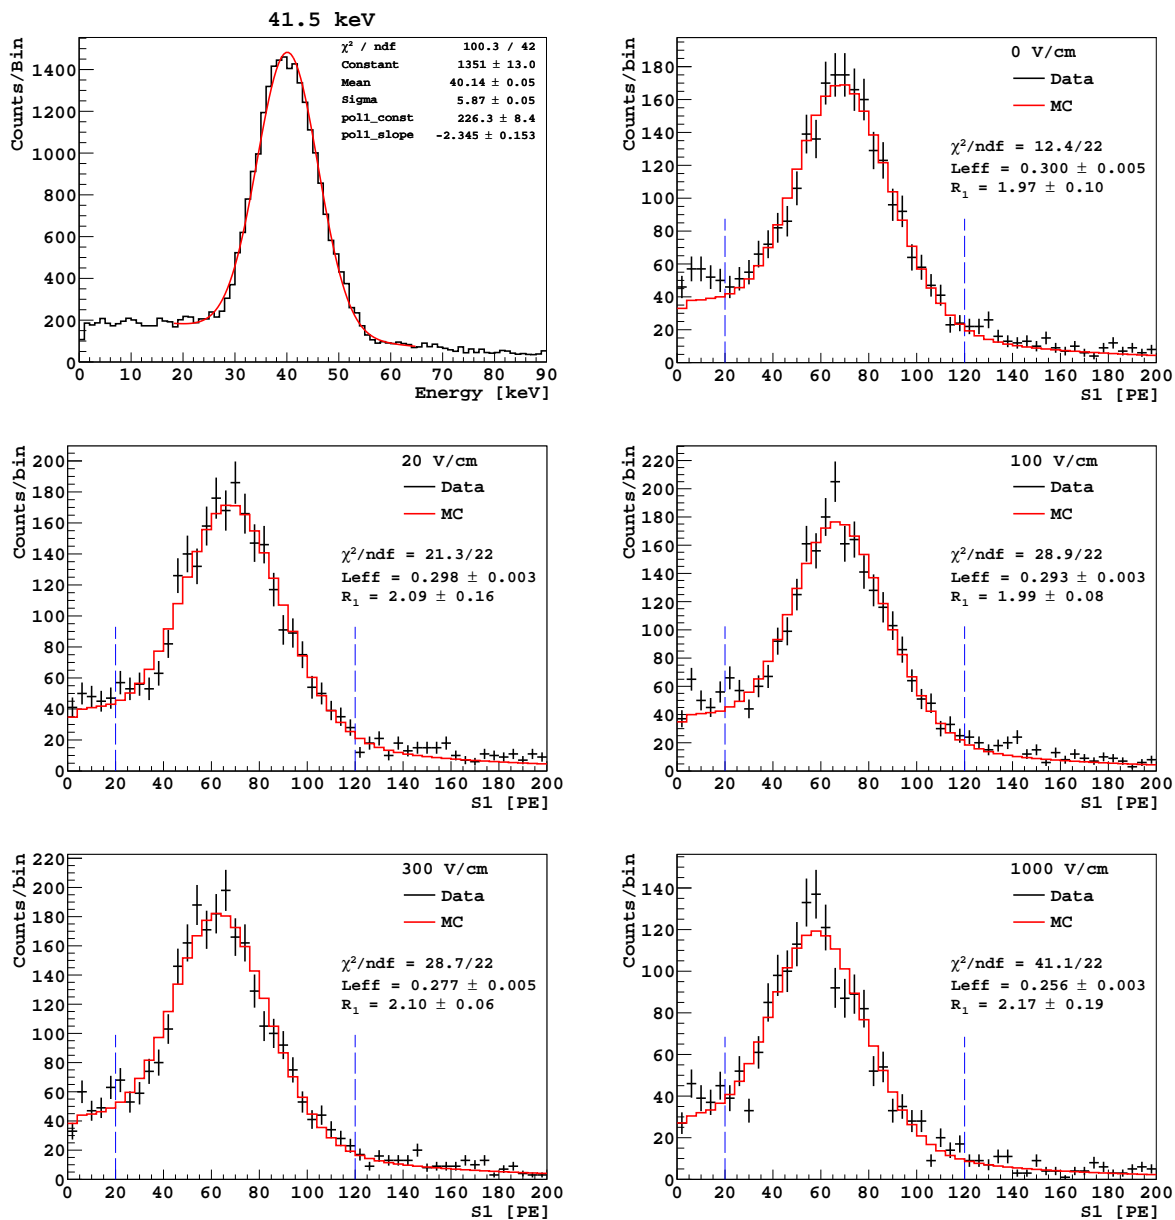 41.5 keV
Counts/Bin
χ² / ndf 100.3 / 42
Constant 1351 ± 13.0
Mean 40.14 ± 0.05
Sigma 5.87 ± 0.05
pol1_const 226.3 ± 8.4
pol1_slope -2.345 ± 0.153
1400
1200
1000
800
600
400
200
0
0 10 20 30 40 50 60 70 80 90
Energy [keV]
Counts/bin
0 V/cm
Data
MC
χ²/ndf = 12.4/22
Leff = 0.300 ± 0.005
R₁ = 1.97 ± 0.10
180
160
140
120
100
80
60
40
20
0
0 20 40 60 80 100 120 140 160 180 200
S1 [PE]
Counts/bin
20 V/cm
Data
MC
χ²/ndf = 21.3/22
Leff = 0.298 ± 0.003
R₁ = 2.09 ± 0.16
200
180
160
140
120
100
80
60
40
20
0
0 20 40 60 80 100 120 140 160 180 200
S1 [PE]
Counts/bin
100 V/cm
Data
MC
χ²/ndf = 28.9/22
Leff = 0.293 ± 0.003
R₁ = 1.99 ± 0.08
220
200
180
160
140
120
100
80
60
40
20
0
0 20 40 60 80 100 120 140 160 180 200
S1 [PE]
Counts/bin
300 V/cm
Data
MC
χ²/ndf = 28.7/22
Leff = 0.277 ± 0.005
R₁ = 2.10 ± 0.06
220
200
180
160
140
120
100
80
60
40
20
0
0 20 40 60 80 100 120 140 160 180 200
S1 [PE]
Counts/bin
1000 V/cm
Data
MC
χ²/ndf = 41.1/22
Leff = 0.256 ± 0.003
R₁ = 2.17 ± 0.19
140
120
100
80
60
40
20
0
0 20 40 60 80 100 120 140 160 180 200
S1 [PE]